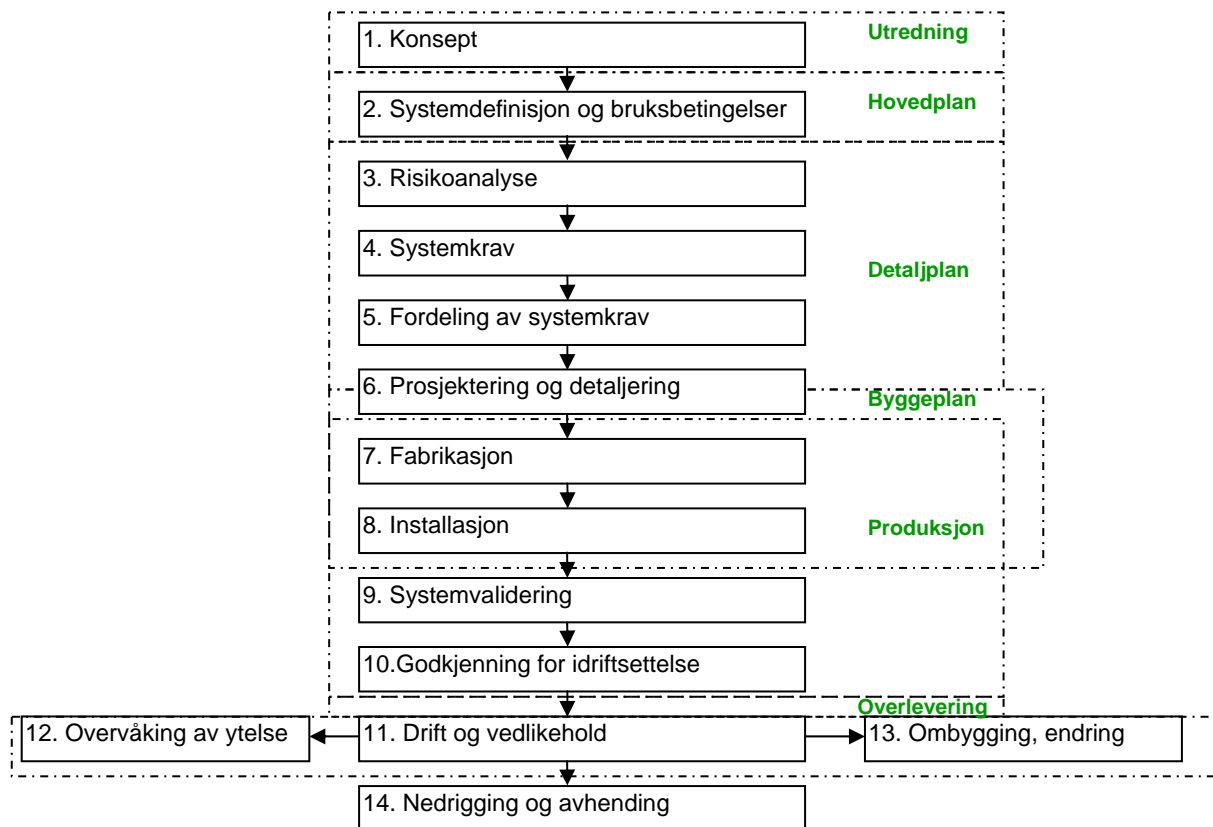 1. Konsept
Utredning
2. Systemdefinisjon og bruksbetingelser
Hovedplan
3. Risikoanalyse
4. Systemkrav
Detaljplan
5. Fordeling av systemkrav
6. Prosjektering og detaljering
Byggeplan
7. Fabrikasjon
8. Installasjon
Produksjon
9. Systemvalidering
10.Godkjenning for idriftsettelse
Overlevering
12. Overvåking av ytelse
11. Drift og vedlikehold
13. Ombygging, endring
14. Nedrigging og avhending